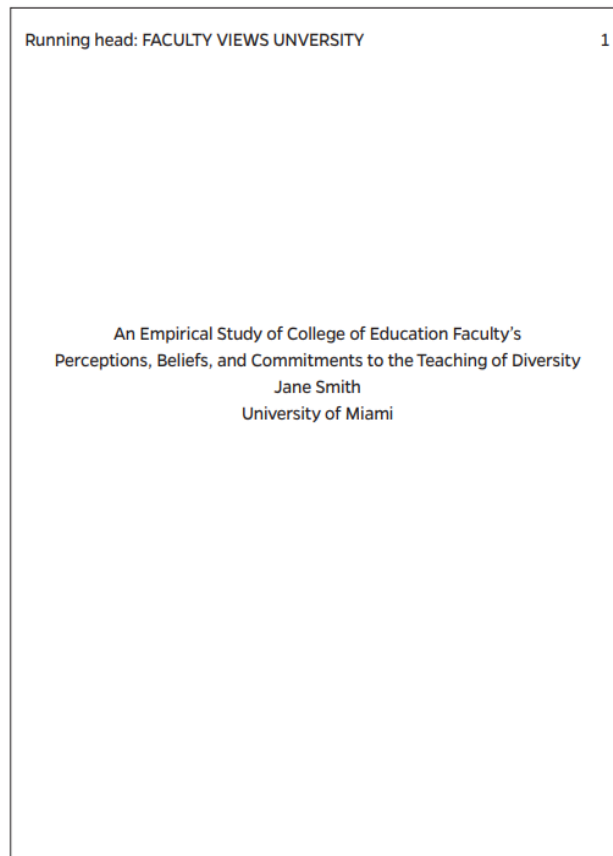 Running head: FACULTY VIEWS UNVERSITY 1
An Empirical Study of College of Education Faculty’s
Perceptions, Beliefs, and Commitments to the Teaching of Diversity
Jane Smith
University of Miami